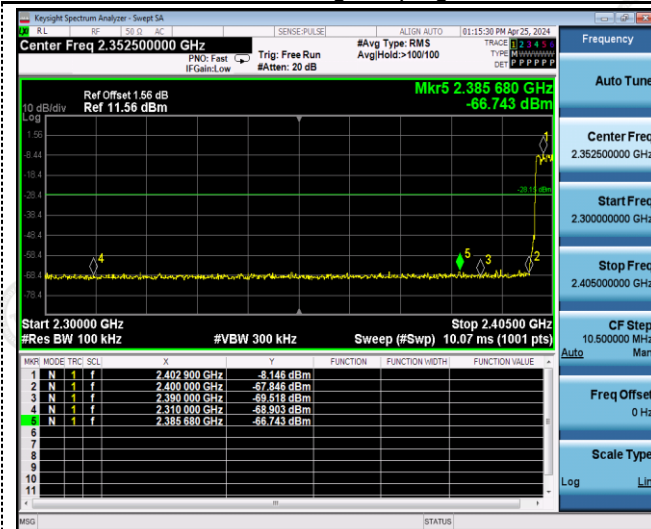 Keysight Spectrum Analyzer - Swept SA
RL RF 50 Ω AC SENSE:PULSE ALIGN AUTO 01:15:30 PM Apr 25, 2024
Center Freq 2.352500000 GHz
PNO: Fast
IFGain:Low
Trig: Free Run
#Atten: 20 dB
#Avg Type: RMS
Avg|Hold:>100/100
TRACE 1 2 3 4 5 6
TYPE M W W W W W
DET P P P P P P
Frequency
Auto Tune
Center Freq
2.352500000 GHz
Start Freq
2.300000000 GHz
Stop Freq
2.405000000 GHz
CF Step
10.500000 MHz
Auto Man
Freq Offset
0 Hz
Scale Type
Log Lin
Mkr5 2.385 680 GHz
-66.743 dBm
Ref Offset 1.56 dB
10 dB/div Ref 11.56 dBm
Log
1.56
-8.44
-18.4
-28.4
-38.4
-48.4
-58.4
-68.4
-78.4
1
2
3
4
5
Start 2.30000 GHz Stop 2.40500 GHz
#Res BW 100 kHz #VBW 300 kHz Sweep (#Swp) 10.07 ms (1001 pts)
MKR MODE TRC SCL X Y FUNCTION FUNCTION WIDTH FUNCTION VALUE
1 N 1 f 2.402 900 GHz -8.146 dBm
2 N 1 f 2.400 000 GHz -67.846 dBm
3 N 1 f 2.390 000 GHz -69.518 dBm
4 N 1 f 2.310 000 GHz -68.903 dBm
5 N 1 f 2.385 680 GHz -66.743 dBm
6
7
8
9
10
11
MSG STATUS